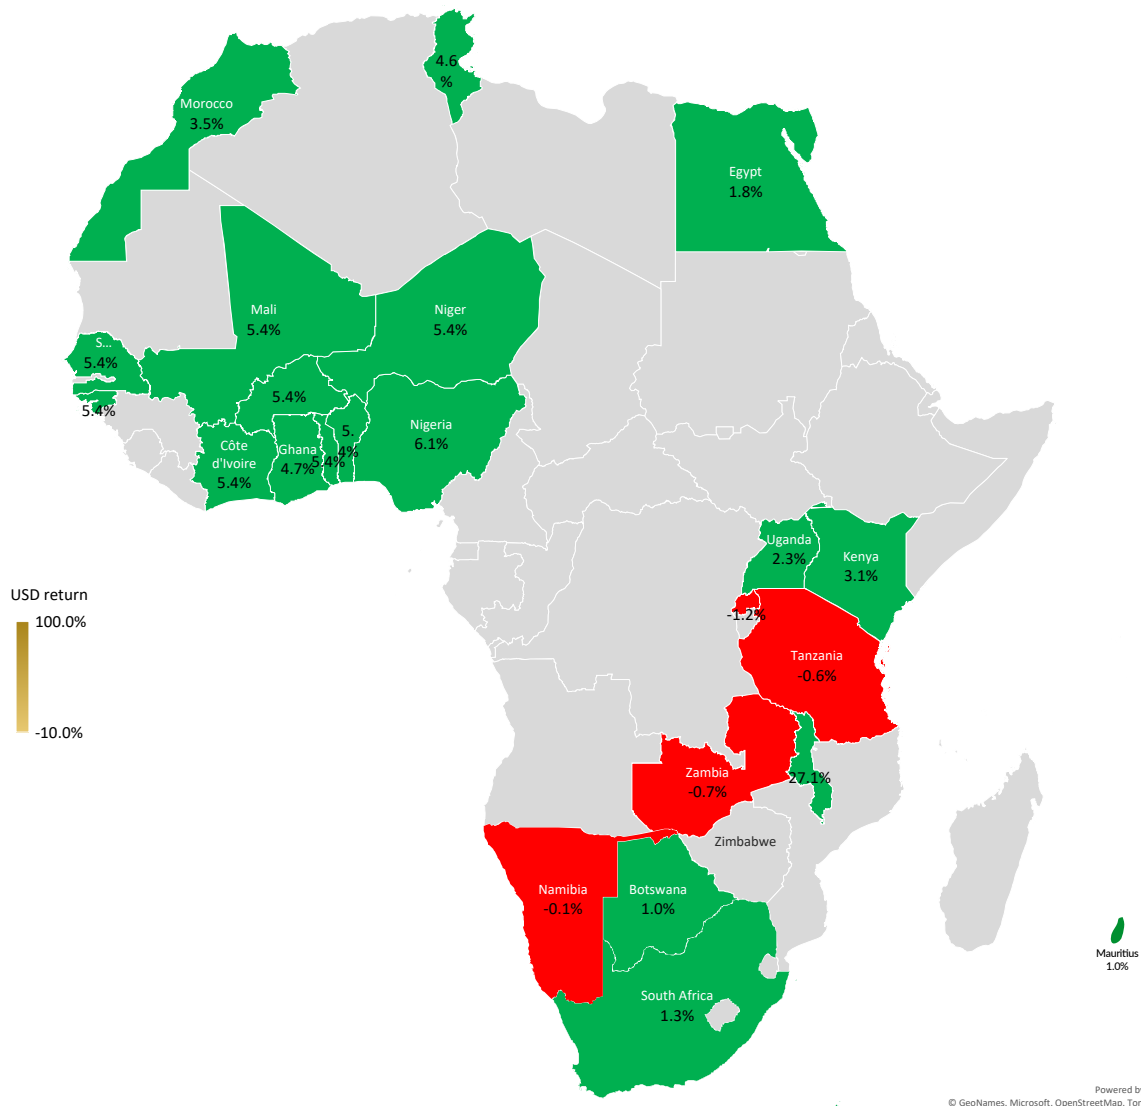 4.6
%
Morocco
3.5%
Egypt
1.8%
Mali
5.4%
Niger
5.4%
S...
5.4%
5.4%
5.4%
5.
4%
Nigeria
6.1%
Côte
d'Ivoire
5.4%
Ghana
4.7%
5.4%
Uganda
2.3%
Kenya
3.1%
USD return
100.0%
-10.0%
-1.2%
Tanzania
-0.6%
Zambia
-0.7%
27.1%
Zimbabwe
Namibia
-0.1%
Botswana
1.0%
Mauritius
1.0%
South Africa
1.3%
Powered by
© GeoNames, Microsoft, OpenStreetMap, Tom